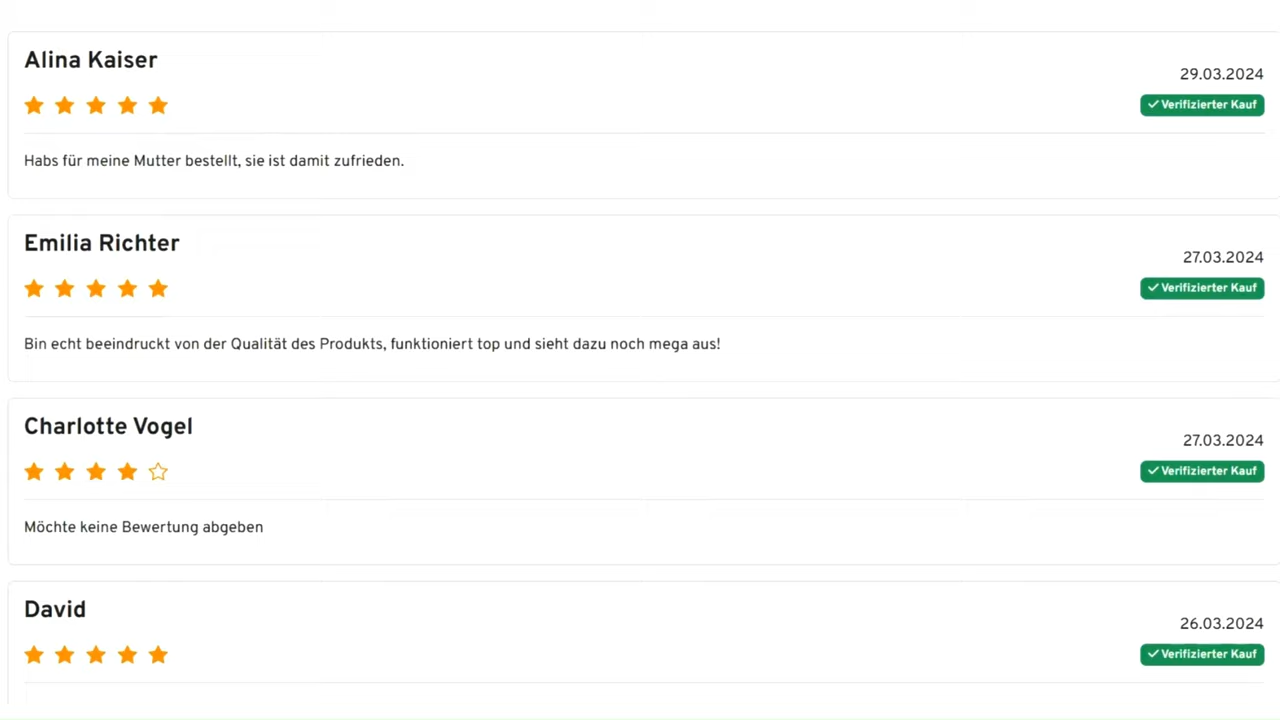 Alina Kaiser
29.03.2024
Verifizierter Kauf
Habs für meine Mutter bestellt, sie ist damit zufrieden.
Emilia Richter
27.03.2024
Verifizierter Kauf
Bin echt beeindruckt von der Qualität des Produkts, funktioniert top und sieht dazu noch mega aus!
Charlotte Vogel
27.03.2024
Verifizierter Kauf
Möchte keine Bewertung abgeben
David
26.03.2024
Verifizierter Kauf